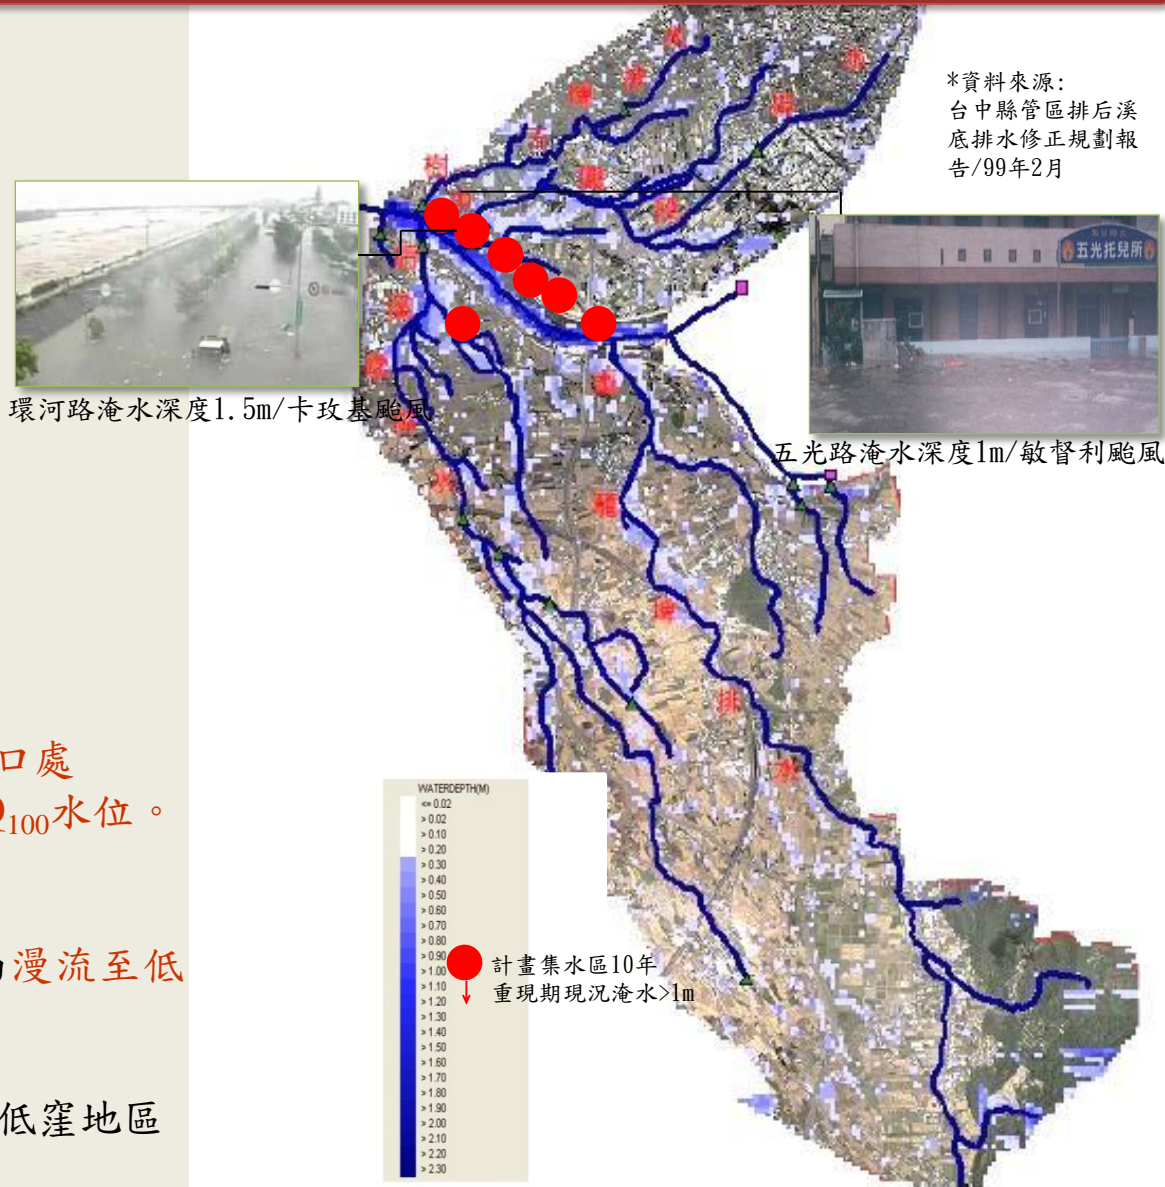 *資料來源:
台中縣管區排后溪
底排水修正規劃報
告/99年2月
五光托兒所
環河路淹水深度1.5m/卡玫基颱風
五光路淹水深度1m/敏督利颱風
口處
100水位。
漫流至低
低窪地區
WATERDEPTH(M)
<= 0.02
> 0.02
> 0.10
> 0.20
> 0.30
> 0.40
> 0.50
> 0.60
> 0.70
> 0.80
> 0.90
> 1.00
> 1.10
> 1.20
> 1.30
> 1.40
> 1.50
> 1.60
> 1.70
> 1.80
> 1.90
> 2.00
> 2.10
> 2.20
> 2.30
計畫集水區10年
重現期現況淹水>1m
樹
排
龍
排
水